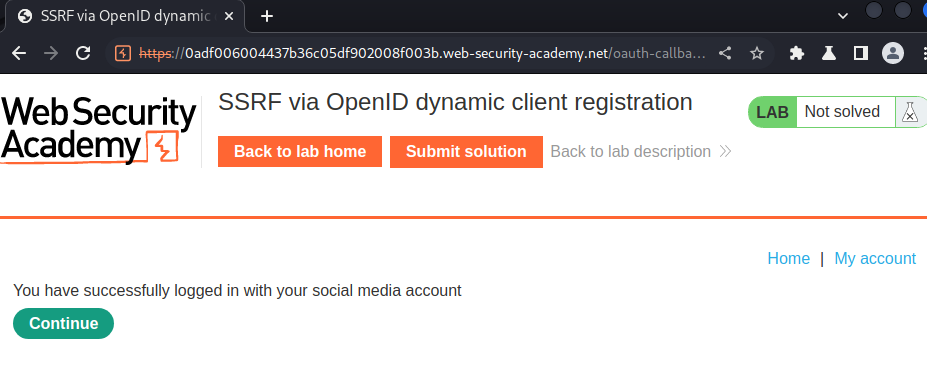 SSRF via OpenID dynamic
https://0adf006004437b36c05df902008f003b.web-security-academy.net/oauth-callba...
Web Security
Academy
SSRF via OpenID dynamic client registration
LAB Not solved
Back to lab home Submit solution Back to lab description
Home | My account
You have successfully logged in with your social media account
Continue